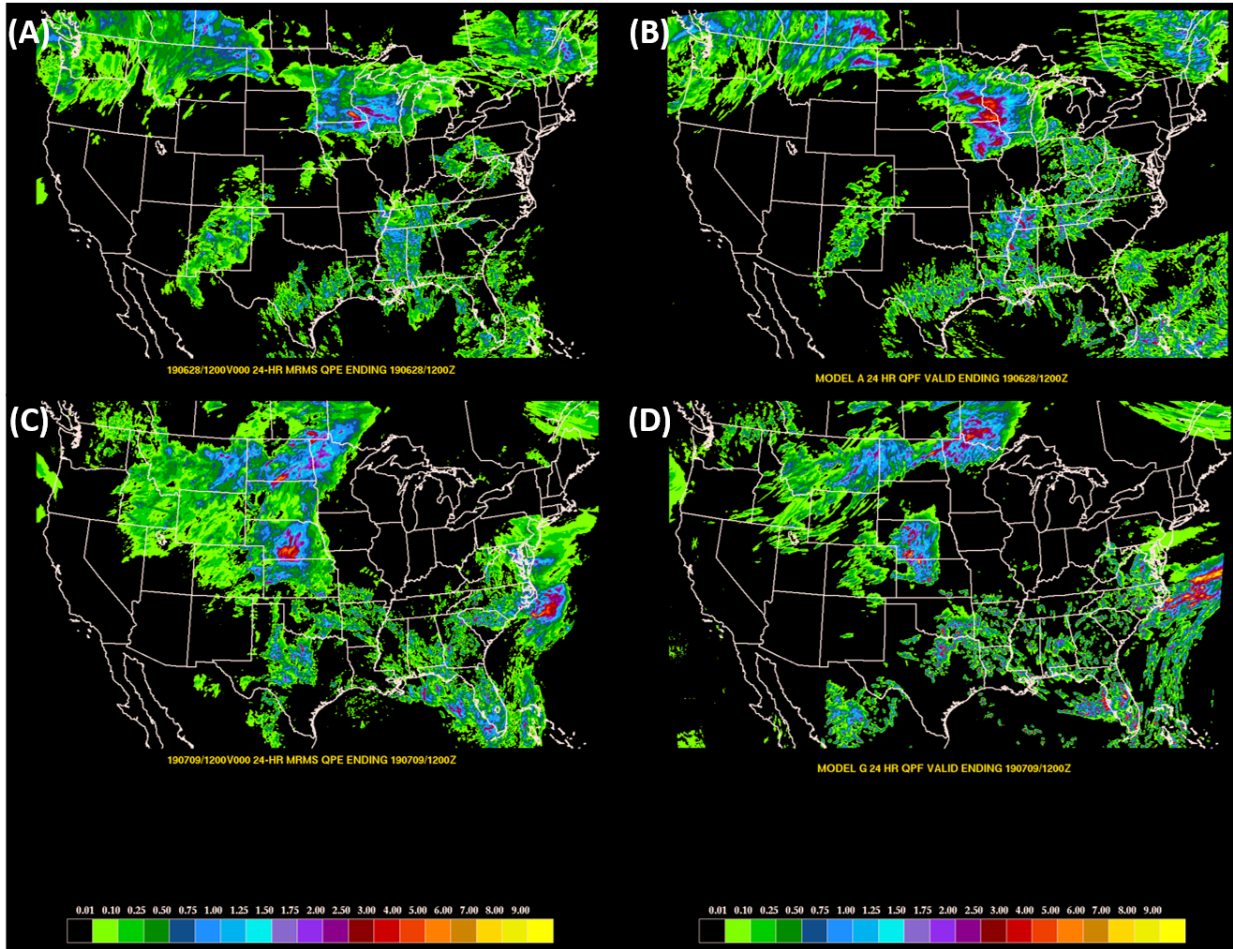 (A)
(B)
190628/1200V000 24-HR MRMS QPE ENDING 190628/1200Z
MODEL A 24 HR QPF VALID ENDING 190628/1200Z
(C)
(D)
190709/1200V000 24-HR MRMS QPE ENDING 190709/1200Z
MODEL G 24 HR QPF VALID ENDING 190709/1200Z
0.01 0.10 0.25 0.50 0.75 1.00 1.25 1.50 1.75 2.00 2.50 3.00 4.00 5.00 6.00 7.00 8.00 9.00
0.01 0.10 0.25 0.50 0.75 1.00 1.25 1.50 1.75 2.00 2.50 3.00 4.00 5.00 6.00 7.00 8.00 9.00